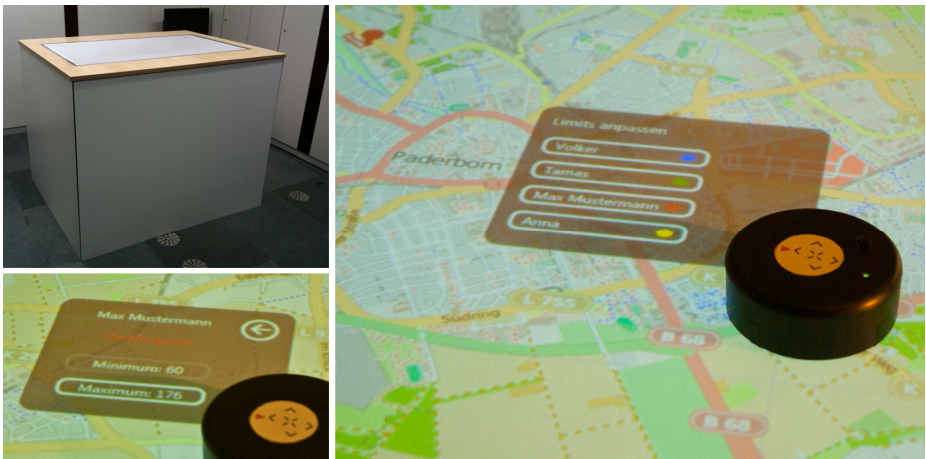 Max Mustermann
Minimum: 60
Maximum: 176
Limits anpassen
Volker
Tamas
Max Mustermann
Anna
Paderborn
L 755
Südring
B 68
B 68